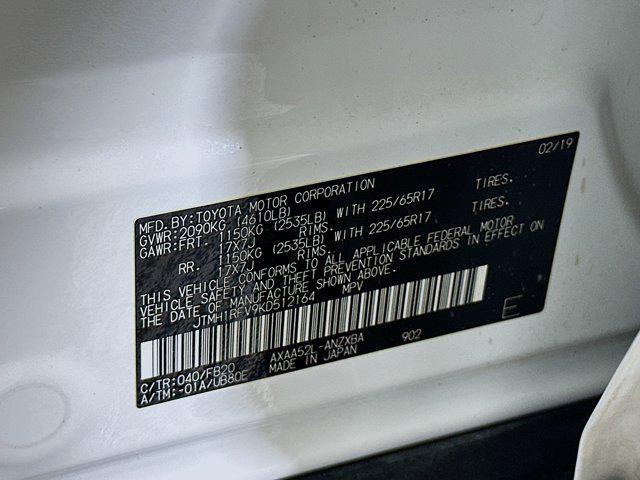 02/19
MFD.BY:TOYOTA MOTOR CORPORATION
GVWR:2090KG (4610LB)
GAWR:FRT. 1150KG (2535LB) WITH 225/65R17 TIRES.
17X7J RIMS.
RR. 1150KG (2535LB) WITH 225/65R17 TIRES.
17X7J RIMS.
THIS VEHICLE CONFORMS TO ALL APPLICABLE FEDERAL MOTOR
VEHICLE SAFETY AND THEFT PREVENTION STANDARDS IN EFFECT ON
THE DATE OF MANUFACTURE SHOWN ABOVE.
JTMH1RFV9KD512164 MPV
E
C/TR:040/FB20 AXAA52L-ANZXBA 902
A/TM:-01A/UB80E MADE IN JAPAN